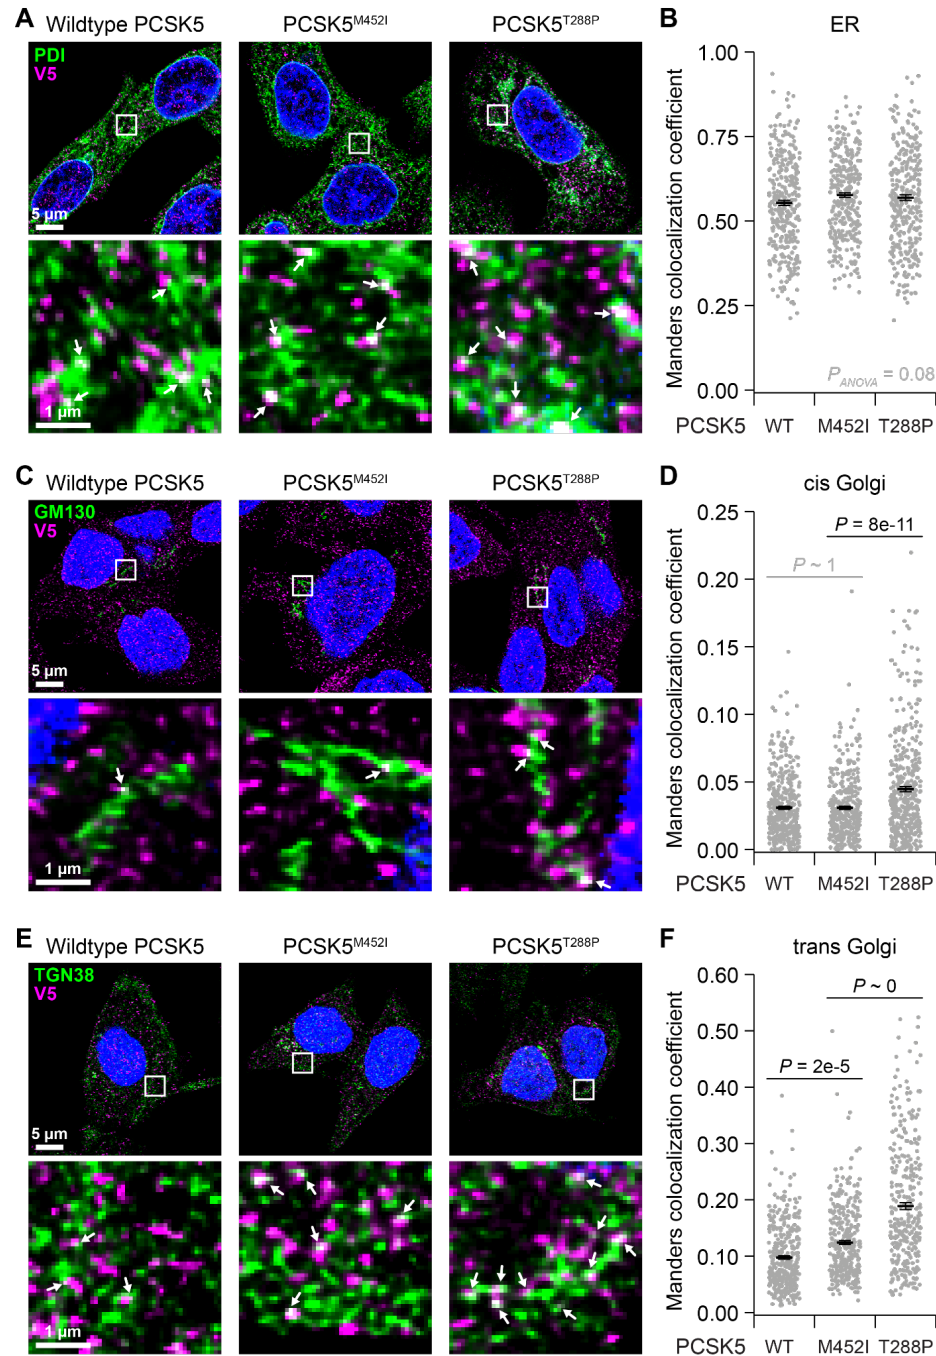 A
Wildtype PCSK5
PCSK5M452I
PCSK5T288P
PDI
V5
5 µm
1 µm
B
ER
Manders colocalization coefficient
1.00
0.75
0.50
0.25
0.00
PANOVA = 0.08
PCSK5 WT M452I T288P
C
Wildtype PCSK5
PCSK5M452I
PCSK5T288P
GM130
V5
5 µm
1 µm
D
cis Golgi
Manders colocalization coefficient
0.25
0.20
0.15
0.10
0.05
0.00
P = 8e-11
P ~ 1
PCSK5 WT M452I T288P
E
Wildtype PCSK5
PCSK5M452I
PCSK5T288P
TGN38
V5
5 µm
1 µm
F
trans Golgi
Manders colocalization coefficient
0.60
0.50
0.40
0.30
0.20
0.10
0.00
P ~ 0
P = 2e-5
PCSK5 WT M452I T288P